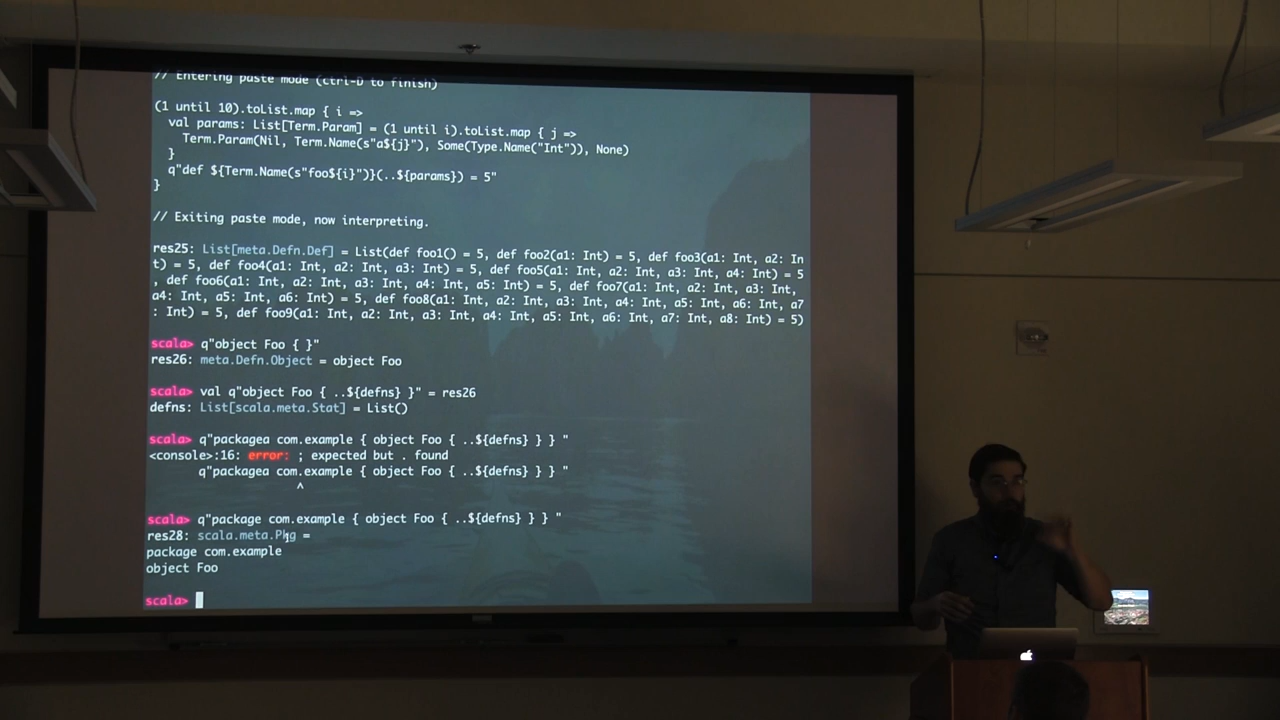 // Entering paste mode (ctrl-D to finish)
(1 until 10).toList.map { i =>
val params: List[Term.Param] = (1 until i).toList.map { j =>
Term.Param(Nil, Term.Name(s"a${j}"), Some(Type.Name("Int")), None)
}
q"def ${Term.Name(s"foo${i}")}(..${params}) = 5"
}
// Exiting paste mode, now interpreting.
res25: List[meta.Defn.Def] = List(def foo1() = 5, def foo2(a1: Int) = 5, def foo3(a1: Int, a2: In
t) = 5, def foo4(a1: Int, a2: Int, a3: Int) = 5, def foo5(a1: Int, a2: Int, a3: Int, a4: Int) = 5
, def foo6(a1: Int, a2: Int, a3: Int, a4: Int, a5: Int) = 5, def foo7(a1: Int, a2: Int, a3: Int,
a4: Int, a5: Int, a6: Int) = 5, def foo8(a1: Int, a2: Int, a3: Int, a4: Int, a5: Int, a6: Int, a7
: Int) = 5, def foo9(a1: Int, a2: Int, a3: Int, a4: Int, a5: Int, a6: Int, a7: Int, a8: Int) = 5)
scala> q"object Foo { }"
res26: meta.Defn.Object = object Foo
scala> val q"object Foo { ..${defns} }" = res26
defns: List[scala.meta.Stat] = List()
scala> q"packagea com.example { object Foo { ..${defns} } } "
<console>:16: error: ; expected but . found
q"packagea com.example { object Foo { ..${defns} } } "
^
scala> q"package com.example { object Foo { ..${defns} } } "
res28: scala.meta.Pkg =
package com.example
object Foo
scala>